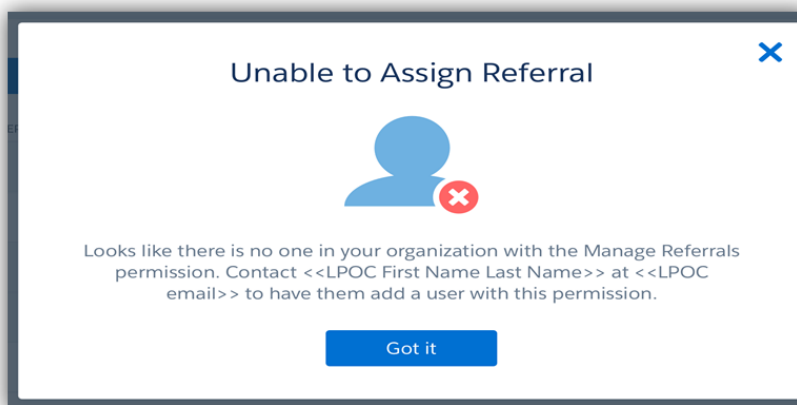 Unable to Assign Referral
Looks like there is no one in your organization with the Manage Referrals
permission. Contact <<LPOC First Name Last Name>> at <<LPOC
email>> to have them add a user with this permission.
Got it